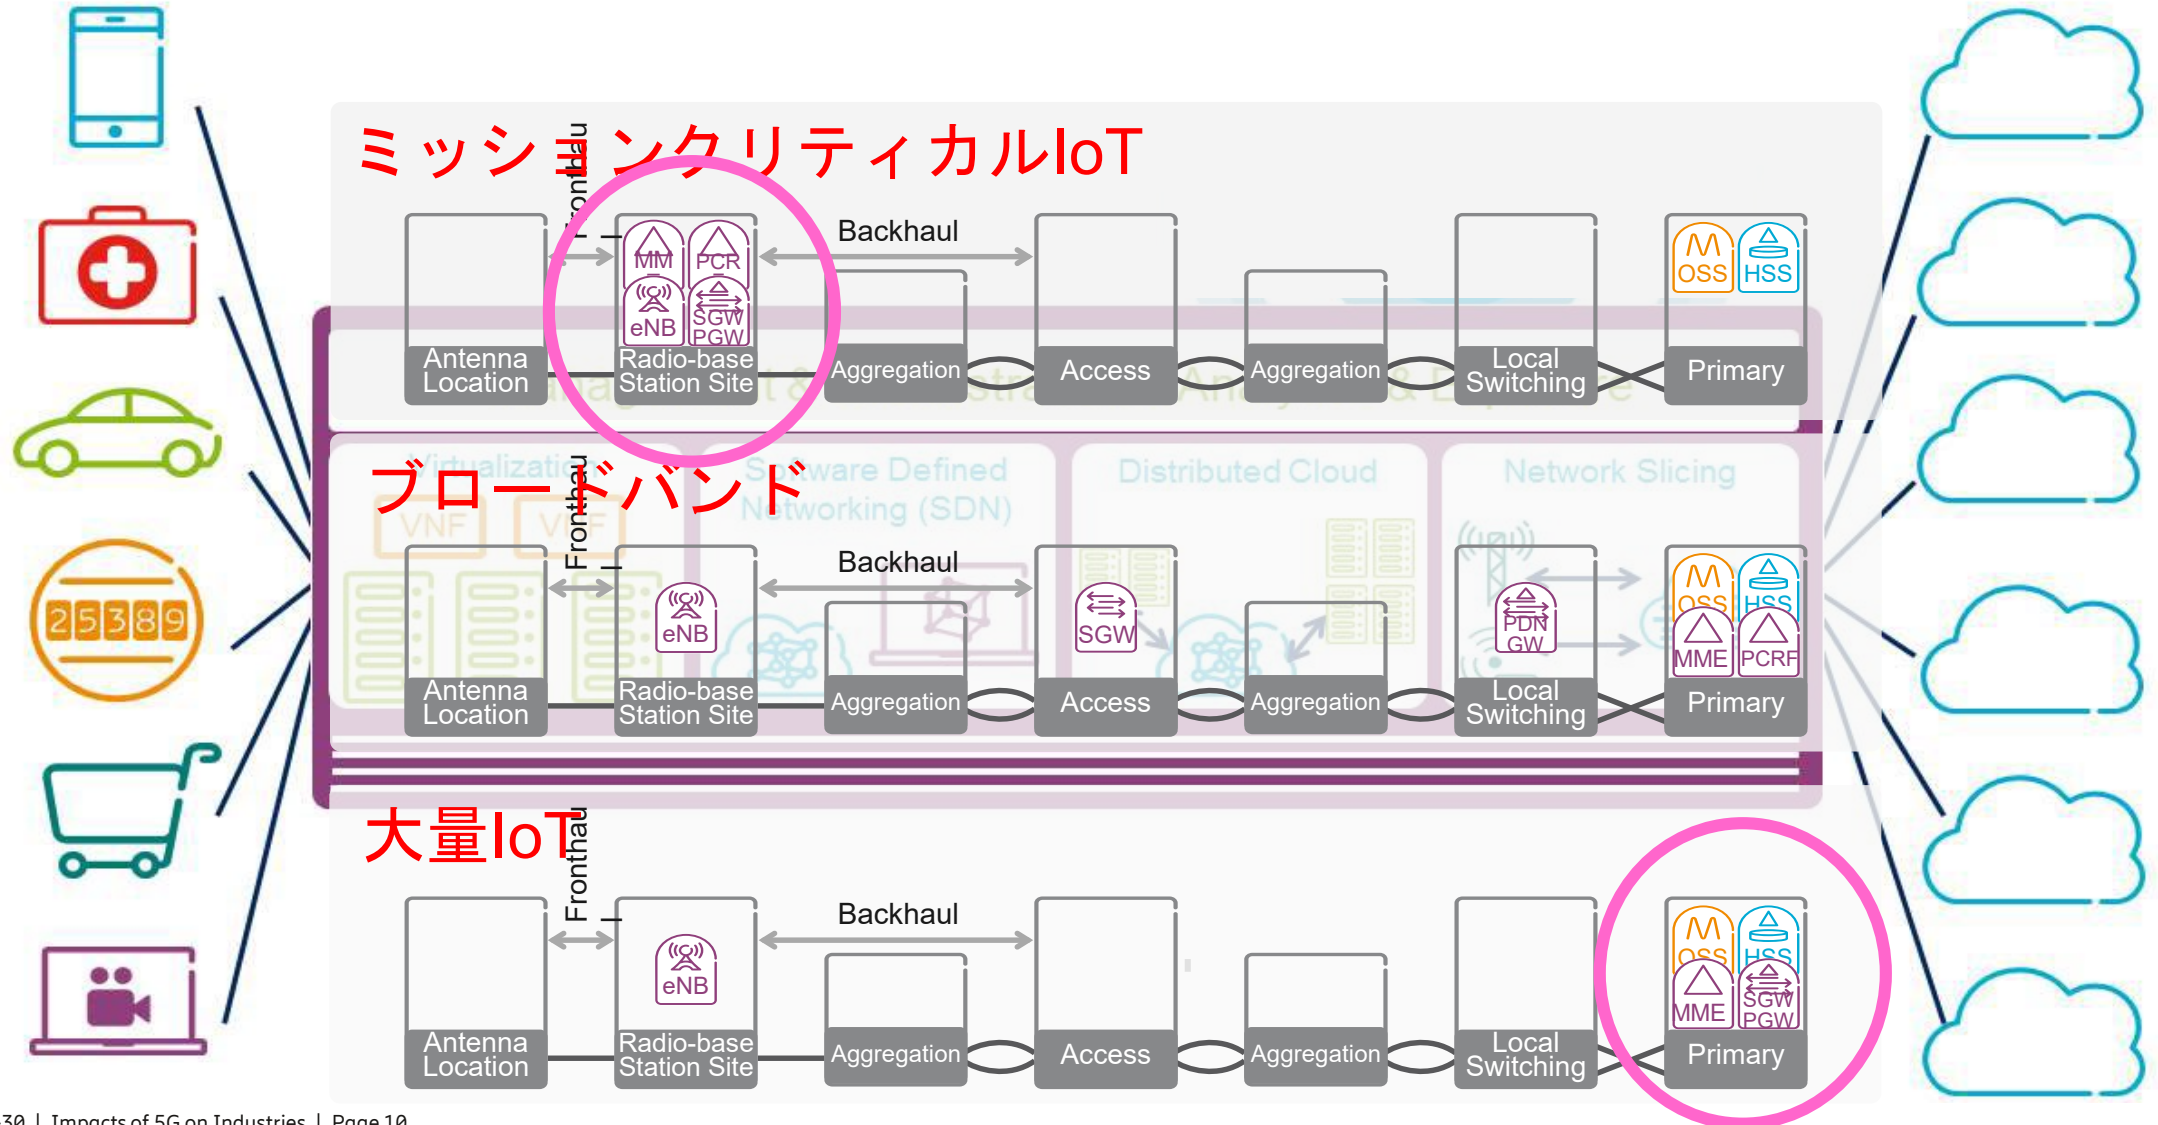 ミッションクリティカルIoT
Fronthau
l
Backhaul
MM
PCR
eNB
SGW
PGW
OSS
HSS
Antenna
Location
Radio-base
Station Site
Aggregation
Access
Aggregation
Local
Switching
Primary
Virtualization
Software Defined
Networking (SDN)
Distributed Cloud
Network Slicing
VNF
VNF
ブロードバンド
Fronthau
l
Backhaul
eNB
SGW
PDN
GW
OSS
HSS
MME
PCRF
Antenna
Location
Radio-base
Station Site
Aggregation
Access
Aggregation
Local
Switching
Primary
25389
大量IoT
Fronthau
l
Backhaul
eNB
OSS
HSS
MME
SGW
PGW
Antenna
Location
Radio-base
Station Site
Aggregation
Access
Aggregation
Local
Switching
Primary
30 | Impacts of 5G on Industries | Page 10